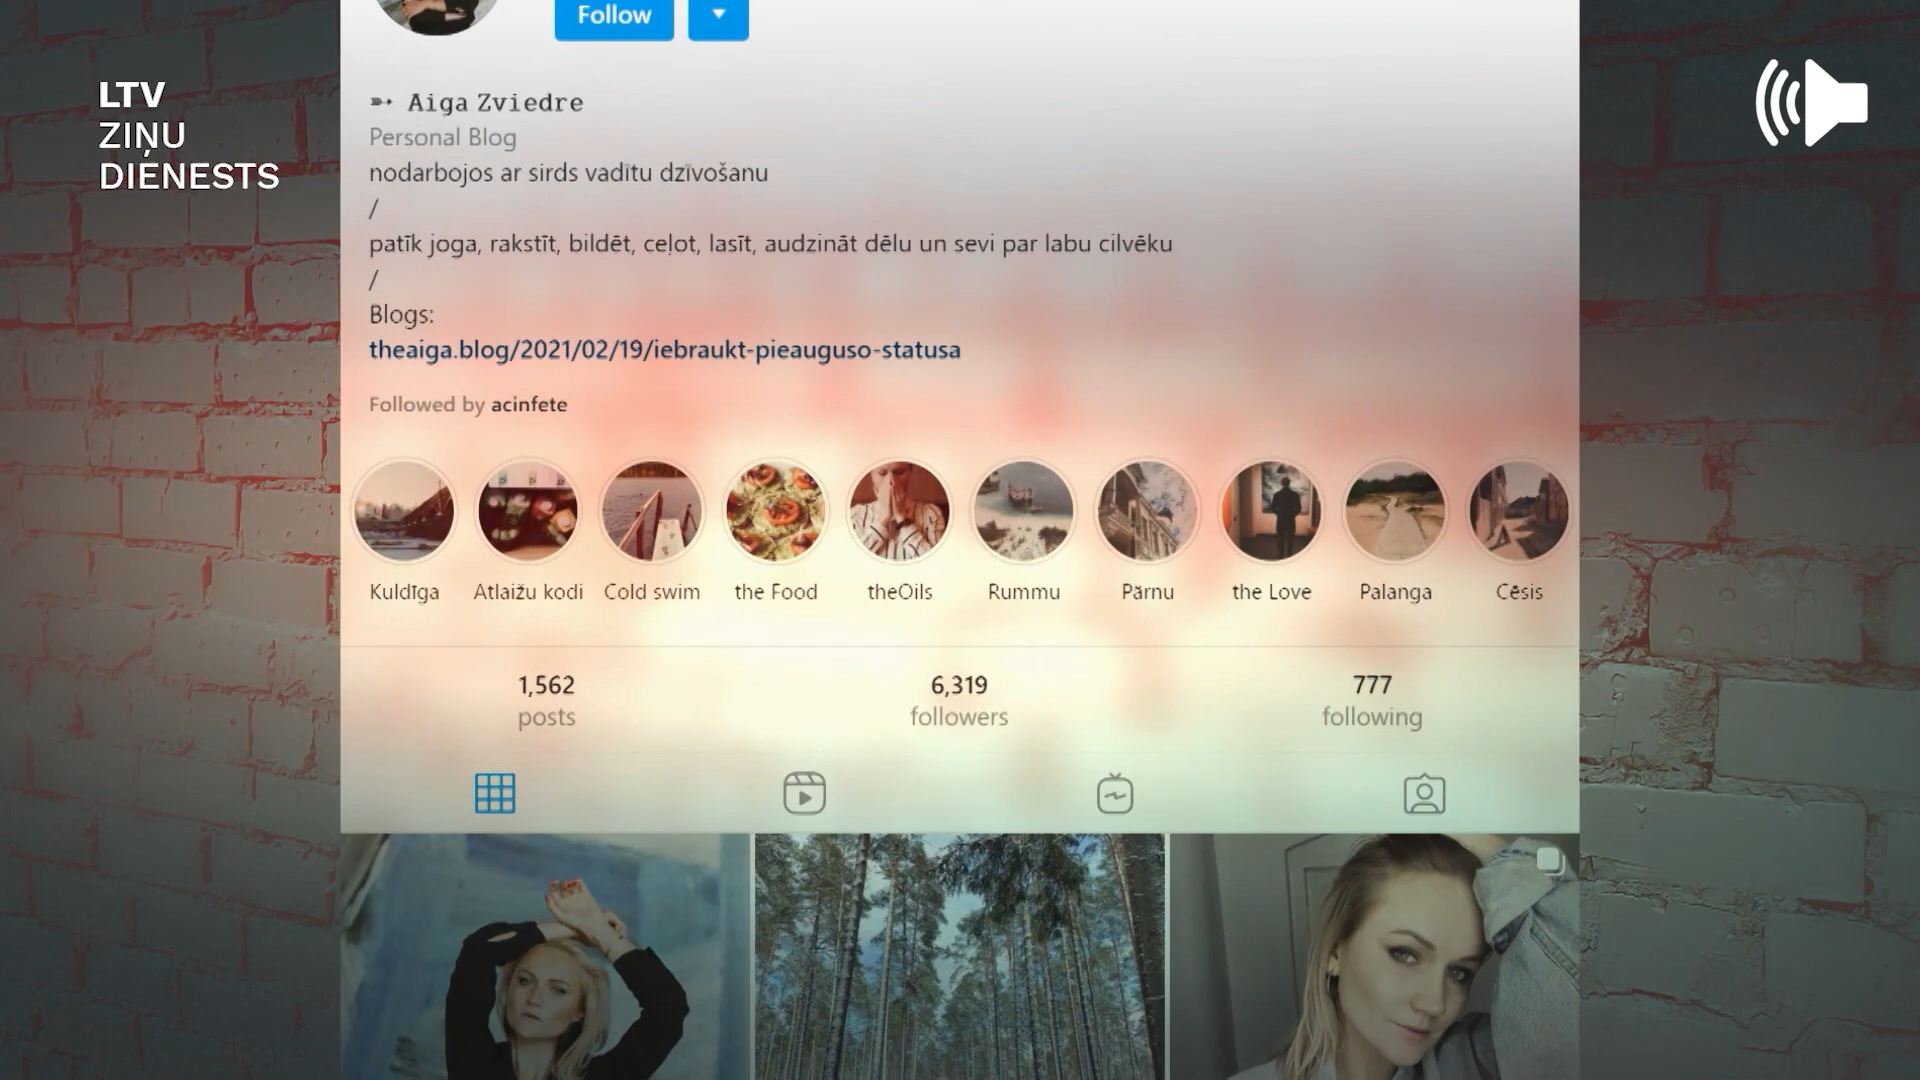 LTV
ZIŅU
DIENESTS
Follow
➸ Aiga Zviedre
Personal Blog
nodarbojos ar sirds vadītu dzīvošanu
/
patīk joga, rakstīt, bildēt, ceļot, lasīt, audzināt dēlu un sevi par labu cilvēku
/
Blogs:
theaiga.blog/2021/02/19/iebraukt-pieauguso-statusa
Followed by acinfete
Kuldīga Atlaižu kodi Cold swim the Food theOils Rummu Pärnu the Love Palanga Cēsis
1,562 6,319 777
posts followers following